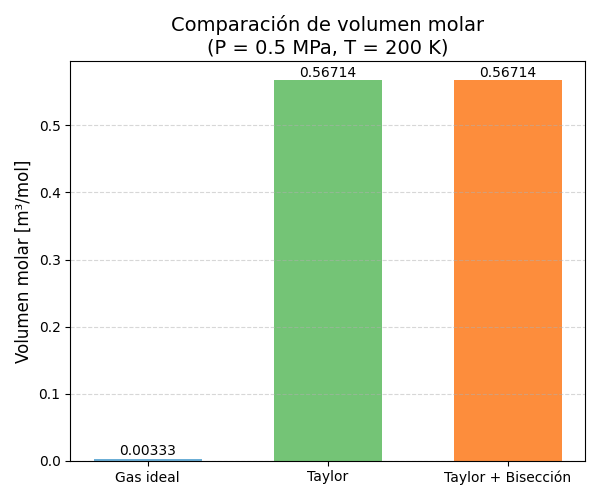 Comparación de volumen molar
(P = 0.5 MPa, T = 200 K)
0.56714
0.56714
0.00333
Volumen molar [m³/mol]
0.5
0.4
0.3
0.2
0.1
0.0
Gas ideal
Taylor
Taylor + Bisección